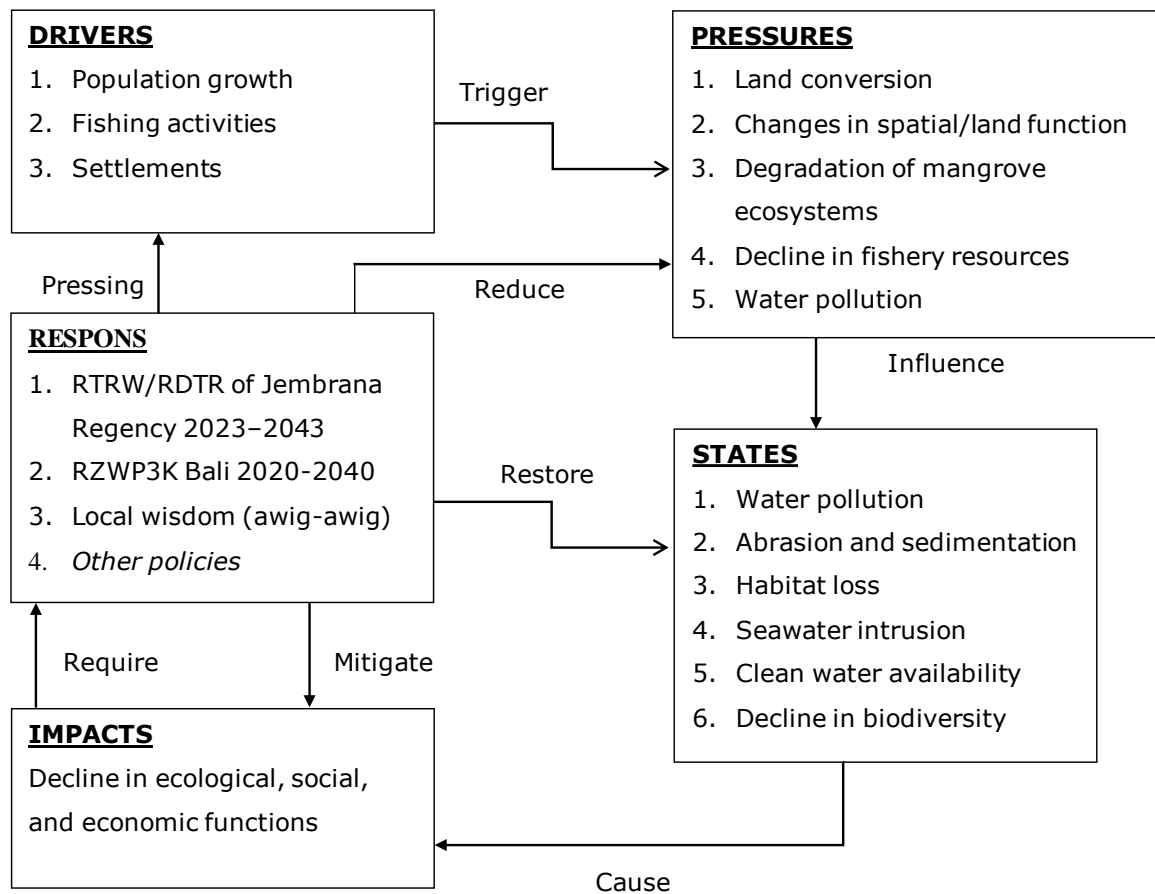 DRIVERS
1. Population growth
2. Fishing activities
3. Settlements
Trigger
PRESSURES
1. Land conversion
2. Changes in spatial/land function
3. Degradation of mangrove
ecosystems
4. Decline in fishery resources
5. Water pollution
Pressing
Reduce
Influence
RESPONS
1. RTRW/RDTR of Jembrana
Regency 2023–2043
2. RZWP3K Bali 2020-2040
3. Local wisdom (awig-awig)
4. Other policies
Restore
STATES
1. Water pollution
2. Abrasion and sedimentation
3. Habitat loss
4. Seawater intrusion
5. Clean water availability
6. Decline in biodiversity
Require
Mitigate
IMPACTS
Decline in ecological, social,
and economic functions
Cause